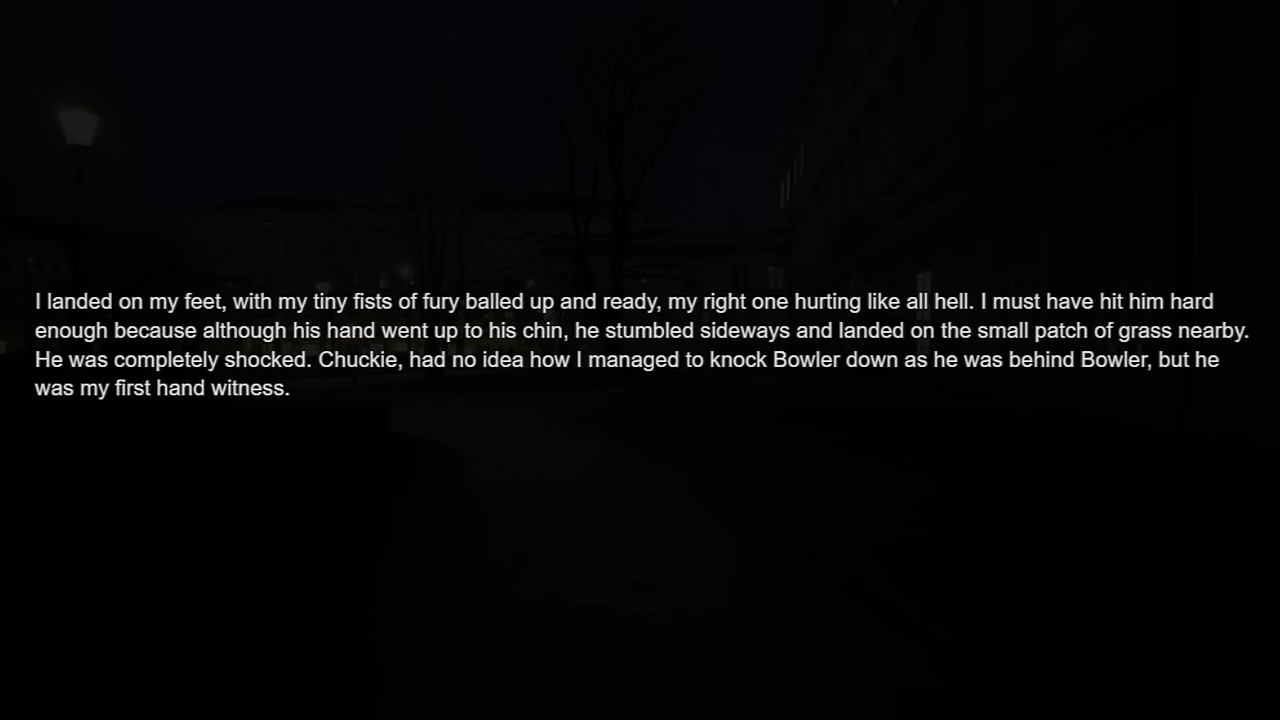 I landed on my feet, with my tiny fists of fury balled up and ready, my right one hurting like all hell. I must have hit him hard
enough because although his hand went up to his chin, he stumbled sideways and landed on the small patch of grass nearby.
He was completely shocked. Chuckie, had no idea how I managed to knock Bowler down as he was behind Bowler, but he
was my first hand witness.